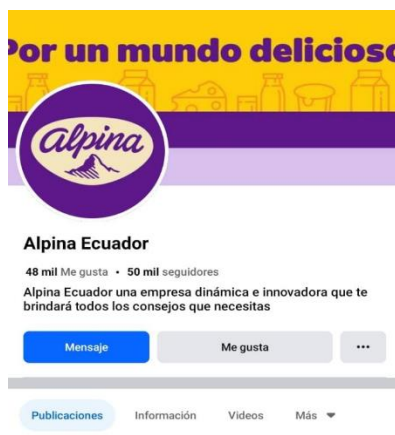 Por un mundo delicioso
alpina
Alpina Ecuador
48 mil Me gusta • 50 mil seguidores
Alpina Ecuador una empresa dinámica e innovadora que te
brindará todos los consejos que necesitas
Mensaje Me gusta •••
Publicaciones Información Videos Más